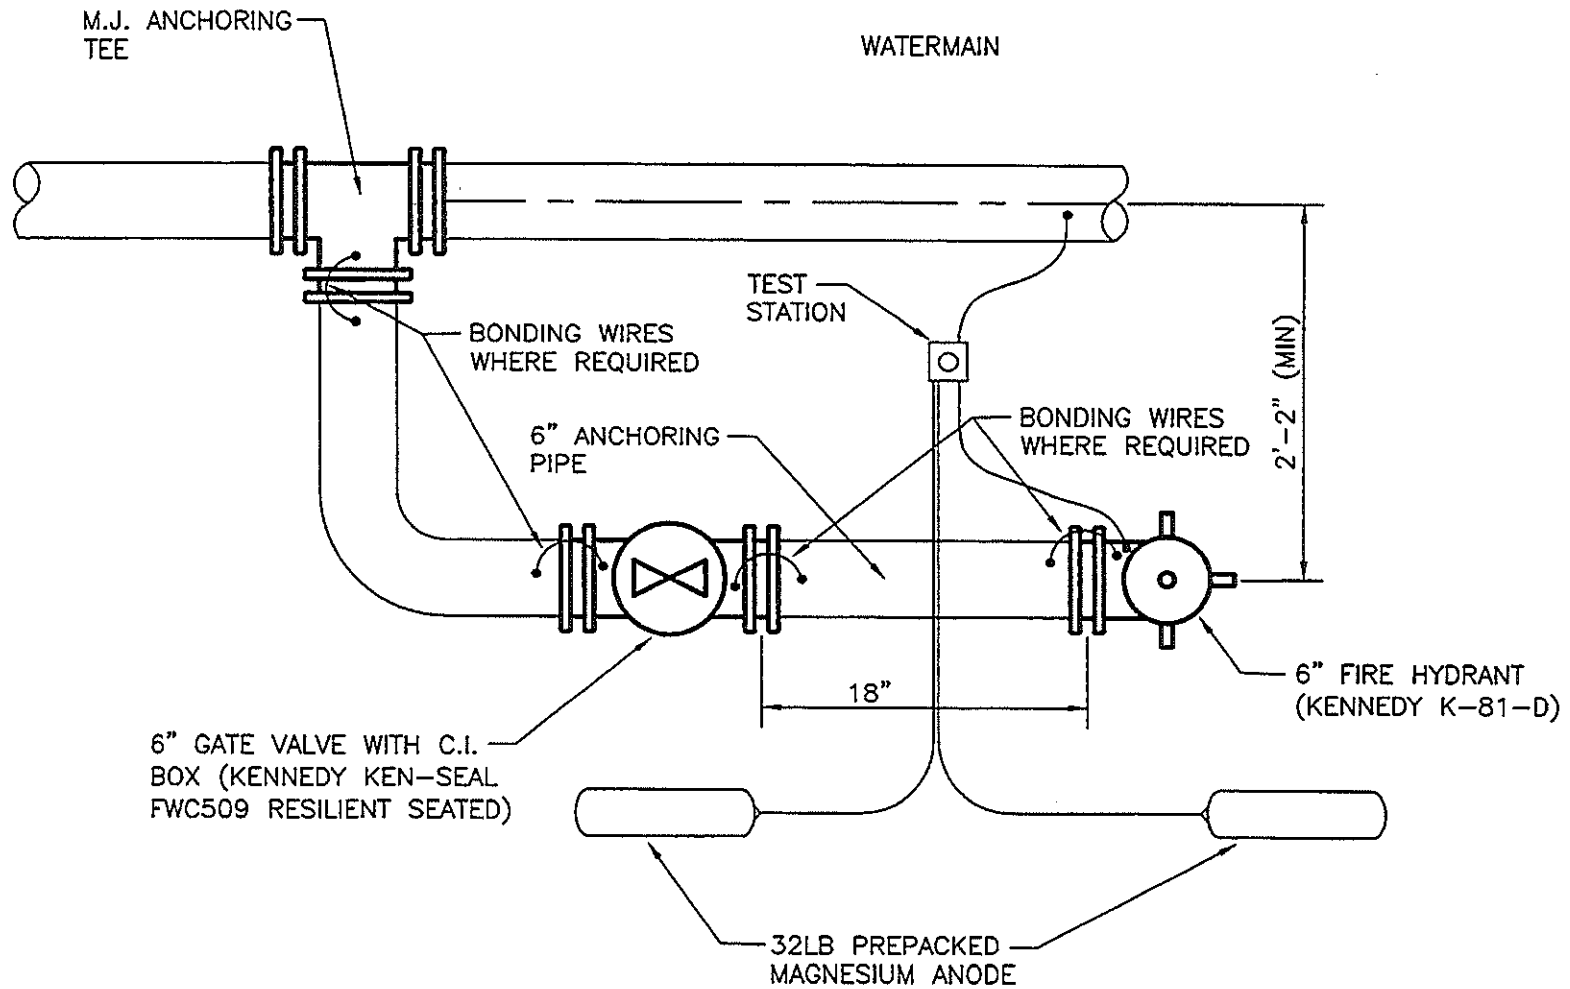 M.J. ANCHORING
TEE
WATERMAIN
TEST
STATION
BONDING WIRES
WHERE REQUIRED
2'-2" (MIN)
6" ANCHORING
PIPE
BONDING WIRES
WHERE REQUIRED
18"
6" FIRE HYDRANT
(KENNEDY K-81-D)
6" GATE VALVE WITH C.I.
BOX (KENNEDY KEN-SEAL
FWC509 RESILIENT SEATED)
32LB PREPACKED
MAGNESIUM ANODE